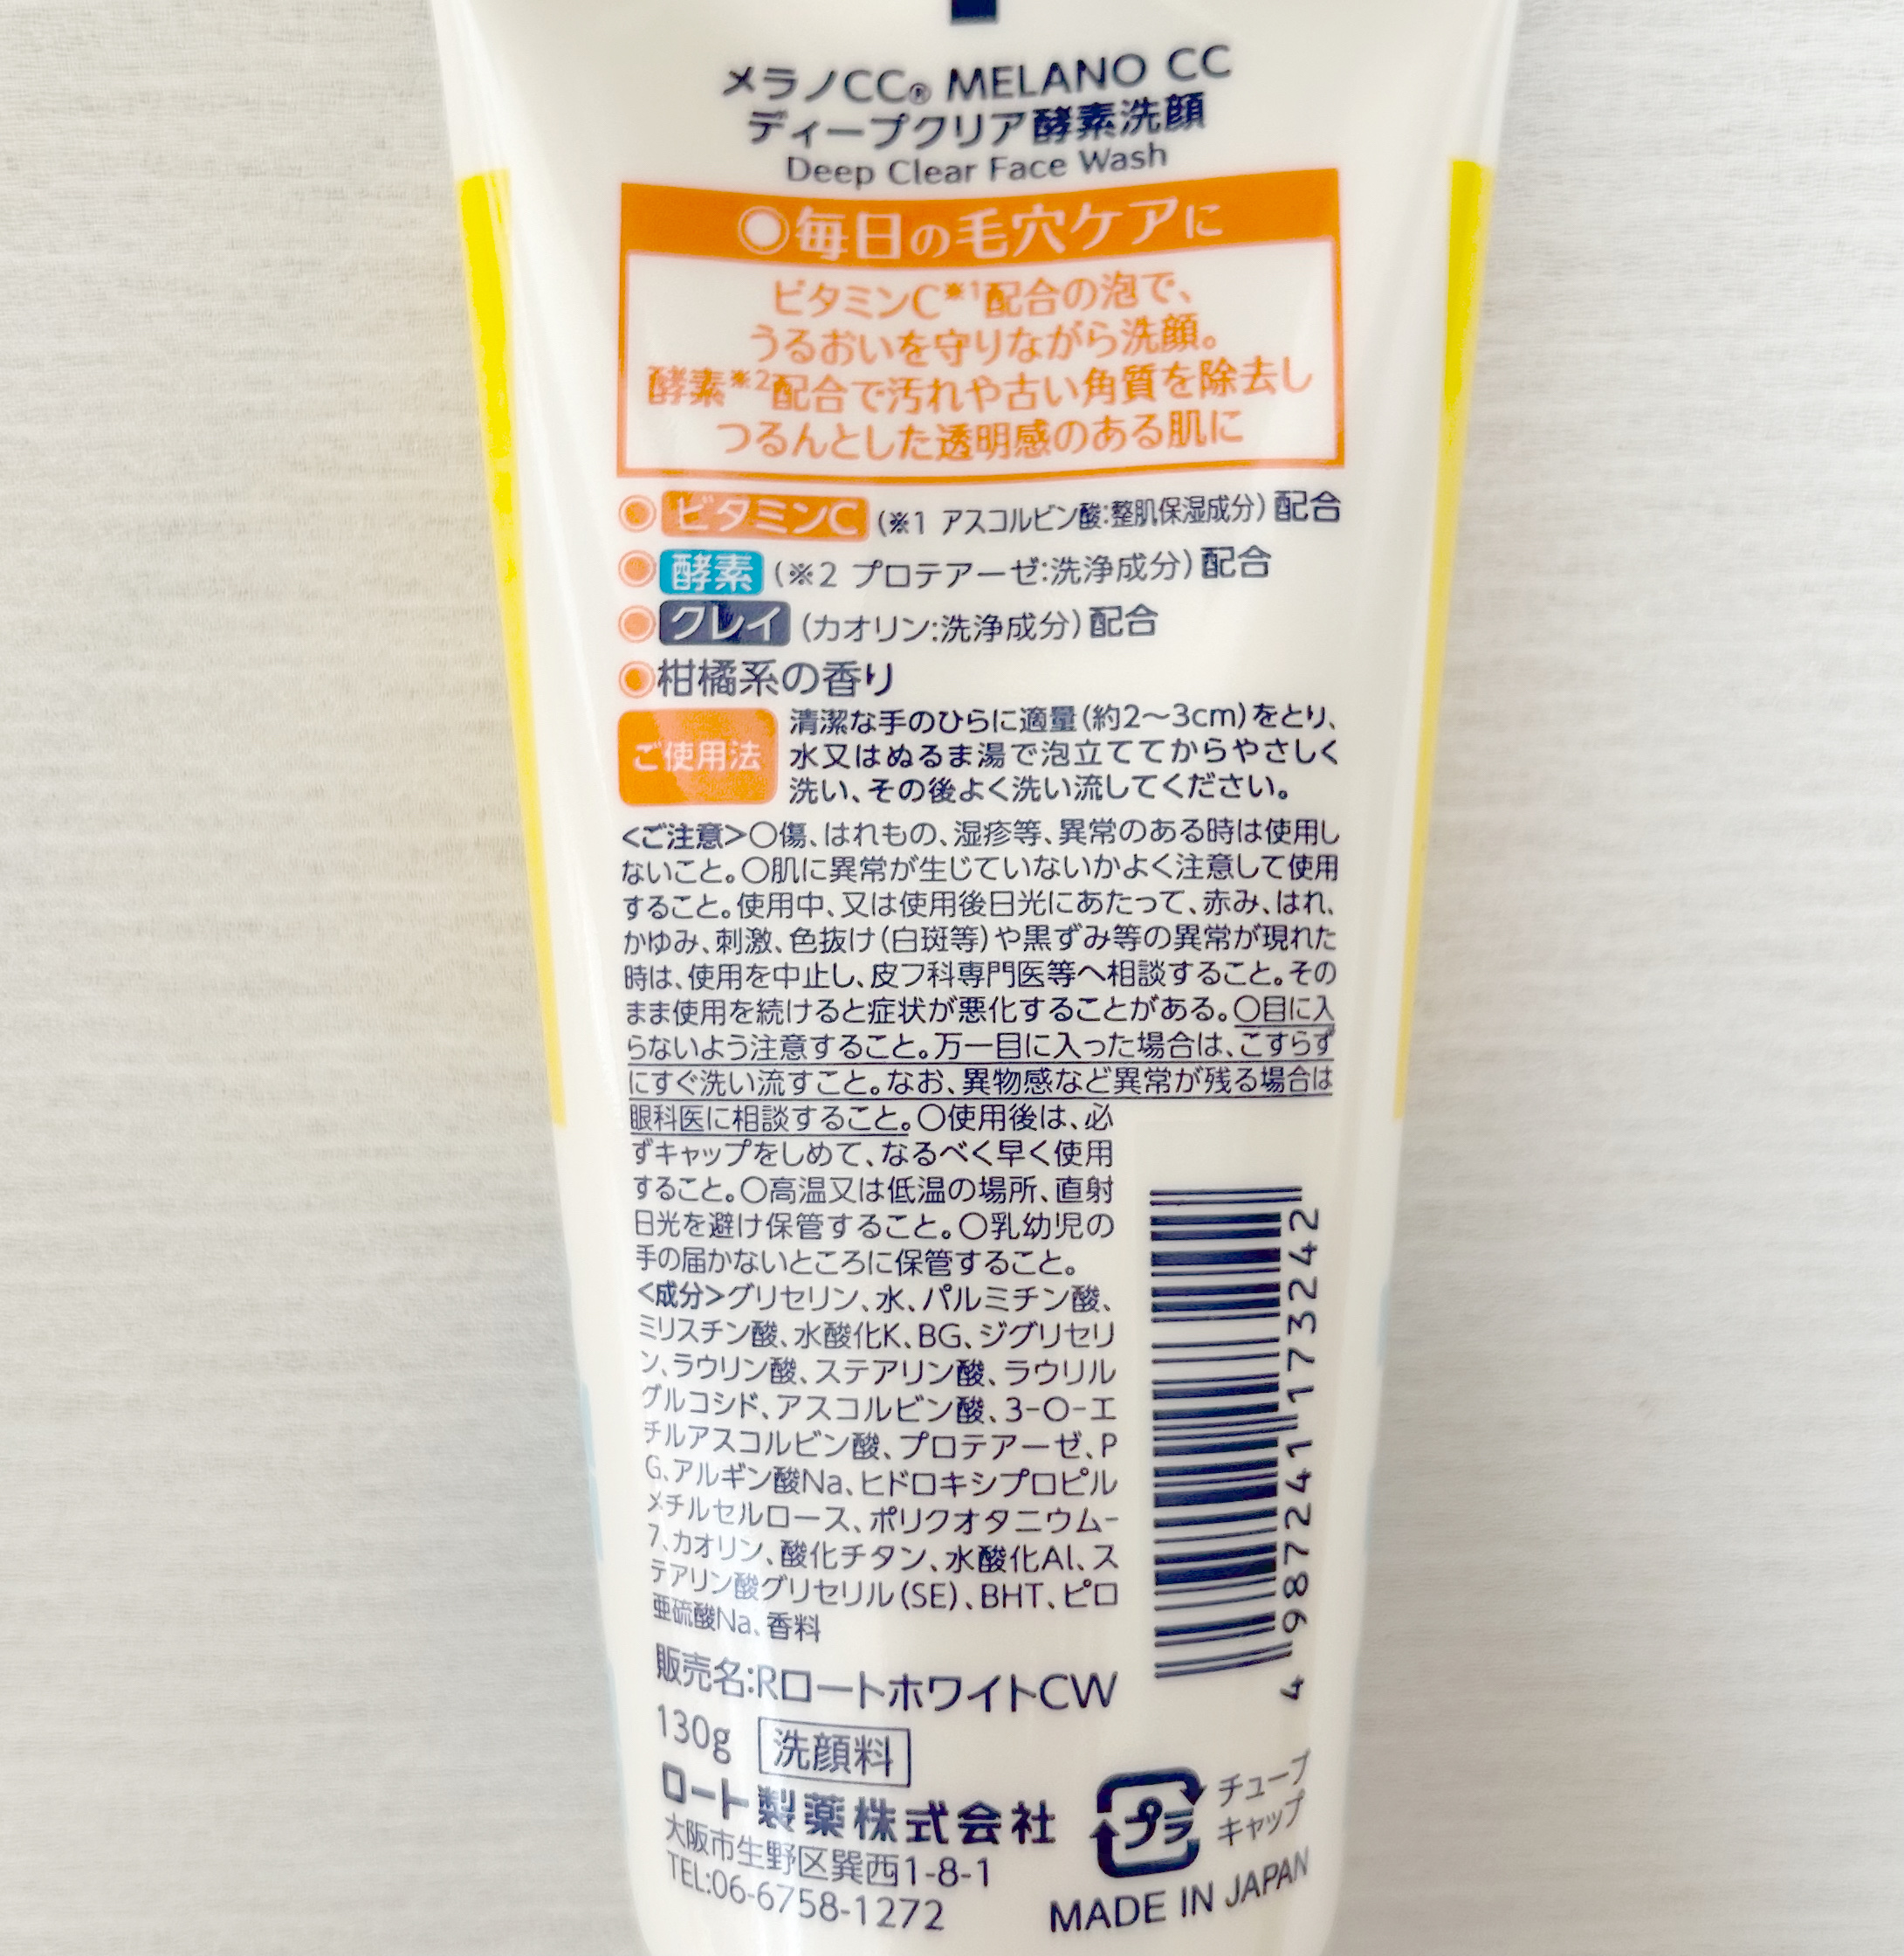 メラノCC® MELANO CC
ディープクリア酵素洗顔
Deep Clear Face Wash
◎毎日の毛穴ケアに
ビタミンC※1配合の泡で、
うるおいを守りながら洗顔。
酵素※2配合で汚れや古い角質を除去し
つるんとした透明感のある肌に
◉ビタミンC(※1 アスコルビン酸:整肌保湿成分)配合
◉酵素(※2 プロテアーゼ:洗浄成分)配合
◉クレイ(カオリン:洗浄成分)配合
◉柑橘系の香り
ご使用法
清潔な手のひらに適量(約2〜3cm)をとり、
水又はぬるま湯で泡立ててからやさしく
洗い、その後よく洗い流してください。
<ご注意>○傷、はれもの、湿疹等、異常のある時は使用し
ないこと。○肌に異常が生じていないかよく注意して使用
すること。使用中、又は使用後日光にあたって、赤み、はれ、
かゆみ、刺激、色抜け(白斑等)や黒ずみ等の異常が現れた
時は、使用を中止し、皮フ科専門医等へ相談すること。その
まま使用を続けると症状が悪化することがある。○目に入
らないよう注意すること。万一目に入った場合は、こすらず
にすぐ洗い流すこと。なお、異物感など異常が残る場合は
眼科医に相談すること。○使用後は、必
ずキャップをしめて、なるべく早く使用
すること。○高温又は低温の場所、直射
日光を避け保管すること。○乳幼児の
手の届かないところに保管すること。
<成分>グリセリン、水、パルミチン酸、
ミリスチン酸、水酸化K、BG、ジグリセリ
ン、ラウリン酸、ステアリン酸、ラウリル
グルコシド、アスコルビン酸、3-O-エ
チルアスコルビン酸、プロテアーゼ、P
G、アルギン酸Na、ヒドロキシプロピル
メチルセルロース、ポリクオタニウム-
7、カオリン、酸化チタン、水酸化Al、ス
テアリン酸グリセリル(SE)、BHT、ピロ
亜硫酸Na、香料
4 987241 173242
販売名:RロートホワイトCW
130g 洗顔料
ロート製薬株式会社
大阪市生野区巽西1-8-1
TEL:06-6758-1272
プラ
チューブ
キャップ
MADE IN JAPAN